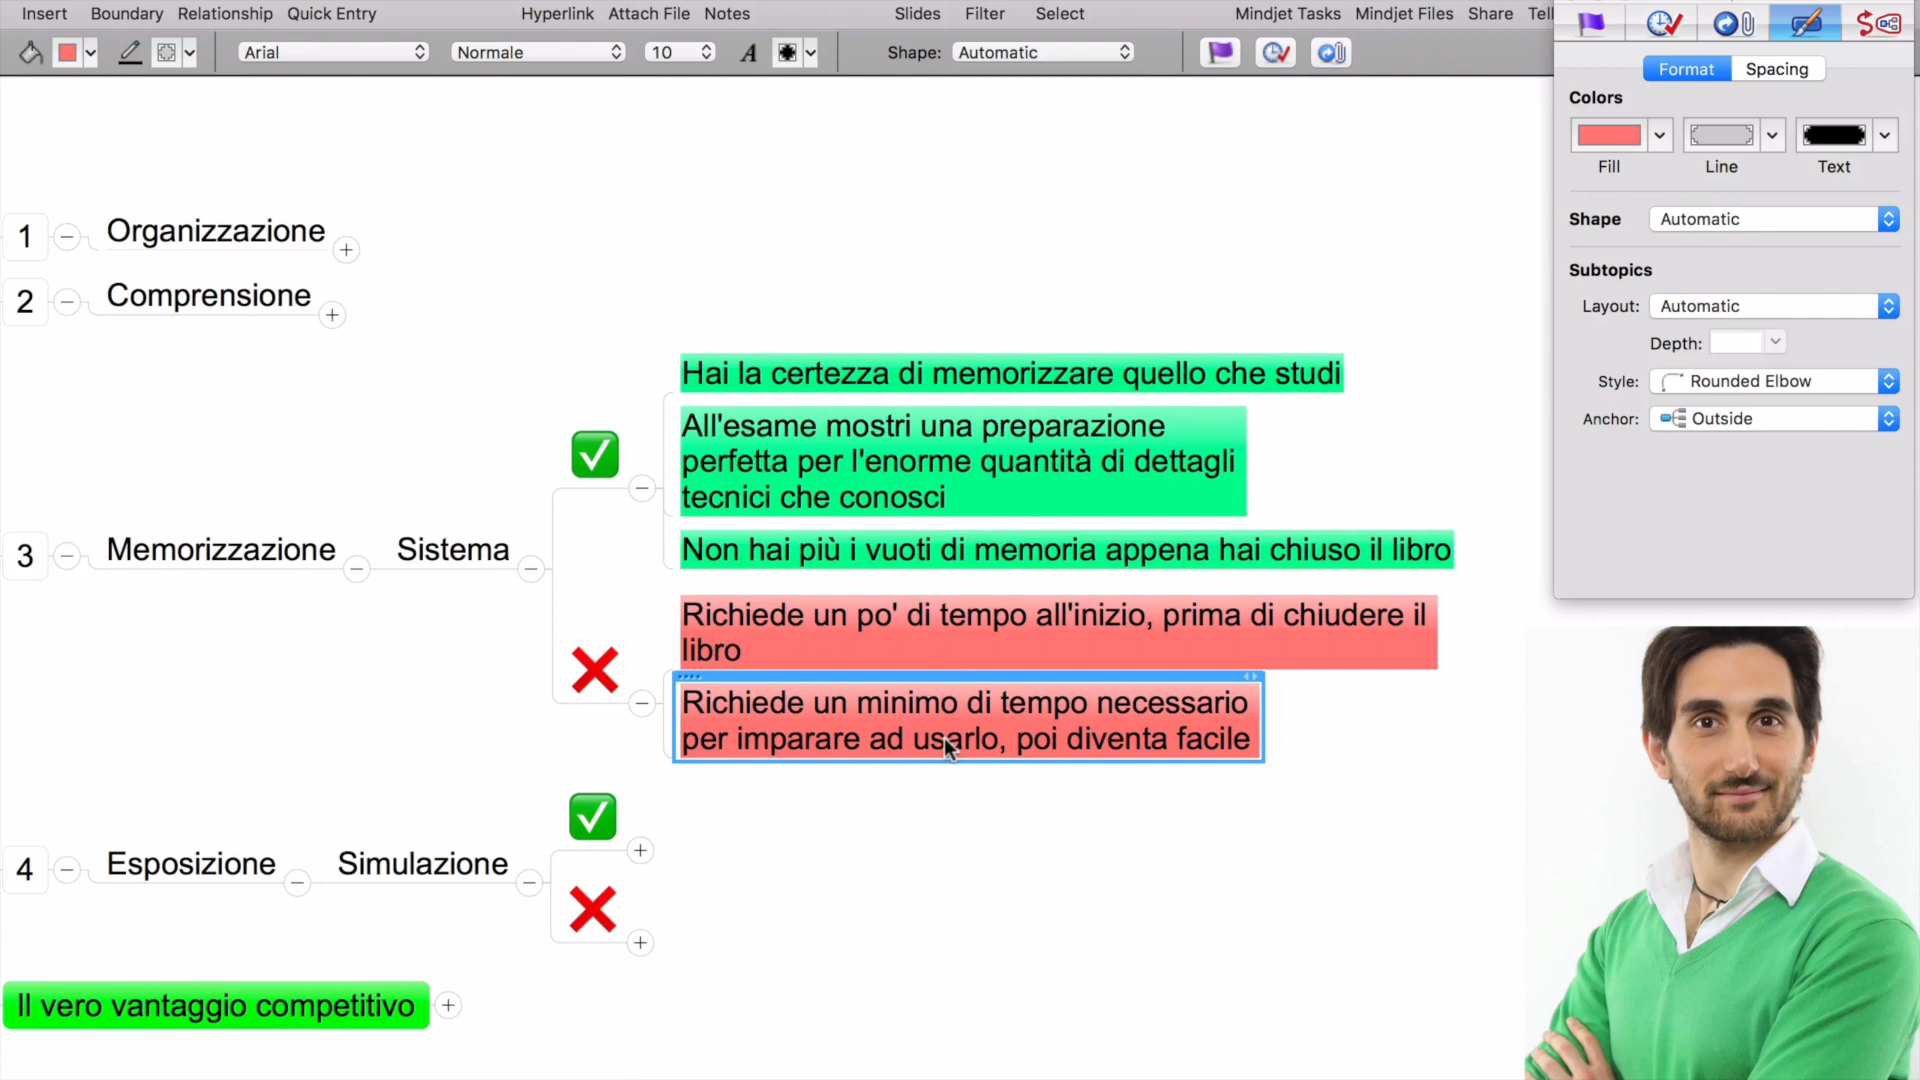 Insert Boundary Relationship Quick Entry Hyperlink Attach File Notes Slides Filter Select Mindjet Tasks Mindjet Files Share Tell
Arial Normale 10 A Shape: Automatic
Format Spacing
Colors
Fill Line Text
Shape Automatic
Subtopics
Layout: Automatic
Depth:
Style: Rounded Elbow
Anchor: Outside
1 Organizzazione
2 Comprensione
3 Memorizzazione Sistema
Hai la certezza di memorizzare quello che studi
All'esame mostri una preparazione
perfetta per l'enorme quantità di dettagli
tecnici che conosci
Non hai più i vuoti di memoria appena hai chiuso il libro
Richiede un po' di tempo all'inizio, prima di chiudere il
libro
Richiede un minimo di tempo necessario
per imparare ad usarlo, poi diventa facile
4 Esposizione Simulazione
Il vero vantaggio competitivo